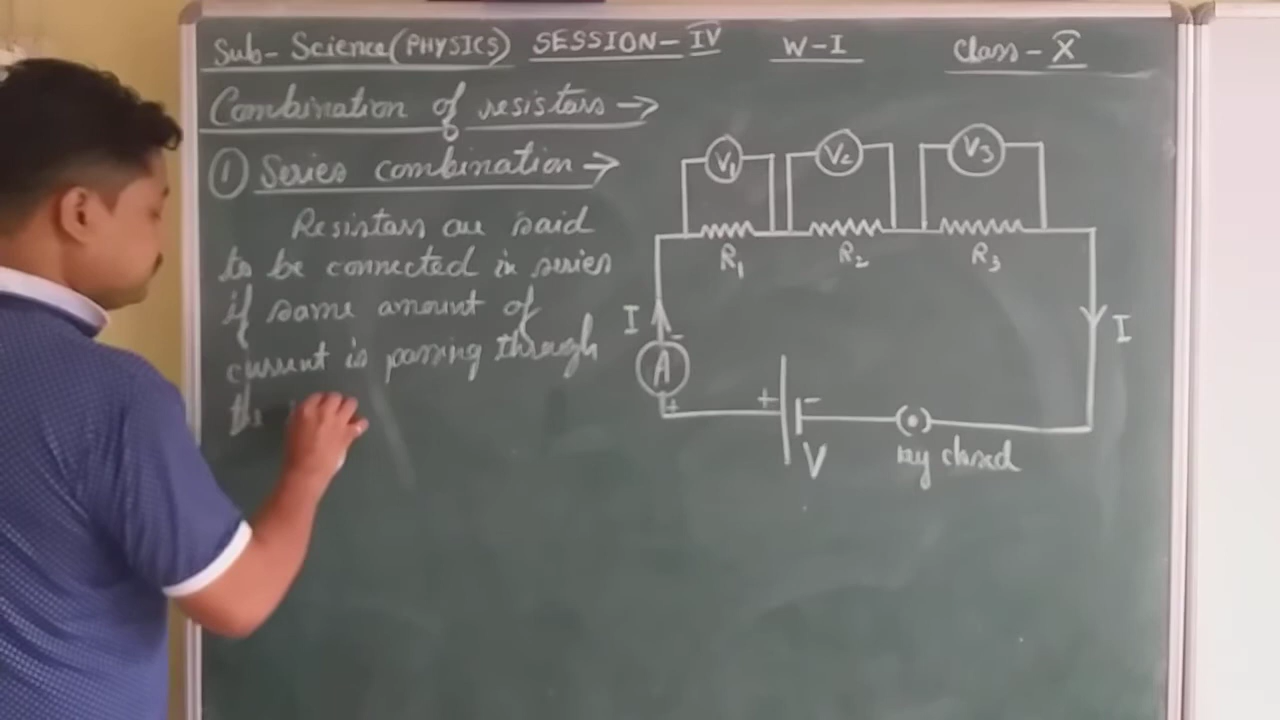 Sub- Science (PHYSICS) SESSION- IV W-I Class- X
Combination of resistors →
① Series combination →
Resistors are said
to be connected in series
if same amount of
current is passing through
th
V₁ V₂ V₃
R₁ R₂ R₃
I - I
A
+ + -
V
key closed